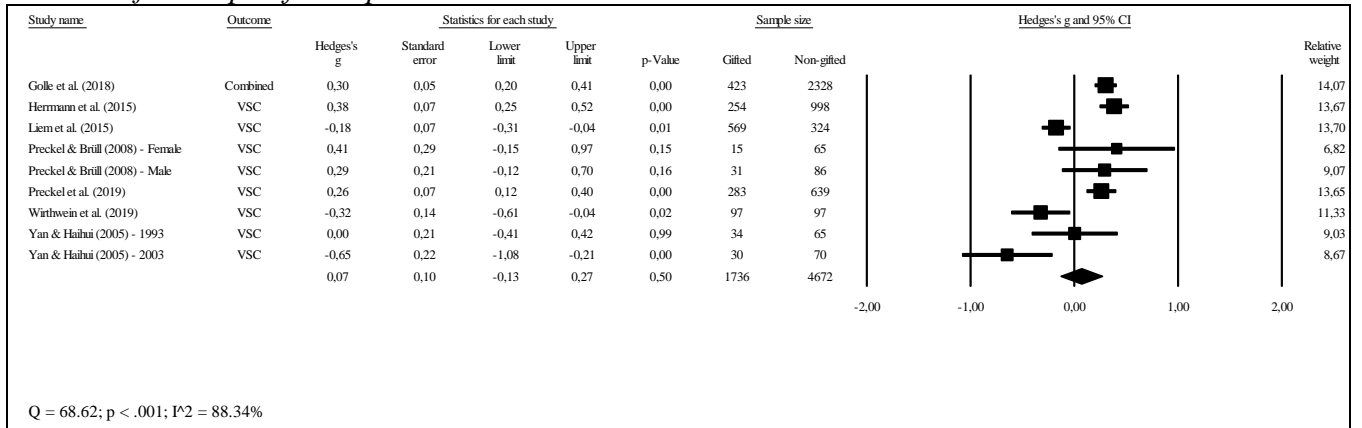 Study name Outcome Statistics for each study Sample size Hedges's g and 95% CI
Hedges's Standard Lower Upper Relative
g error limit limit p-Value Gifted Non-gifted weight
Golle et al. (2018) Combined 0,30 0,05 0,20 0,41 0,00 423 2328 14,07
Herrmann et al. (2015) VSC 0,38 0,07 0,25 0,52 0,00 254 998 13,67
Liem et al. (2015) VSC -0,18 0,07 -0,31 -0,04 0,01 569 324 13,70
Preckel & Brüll (2008) - Female VSC 0,41 0,29 -0,15 0,97 0,15 15 65 6,82
Preckel & Brüll (2008) - Male VSC 0,29 0,21 -0,12 0,70 0,16 31 86 9,07
Preckel et al. (2019) VSC 0,26 0,07 0,12 0,40 0,00 283 639 13,65
Wirthwein et al. (2019) VSC -0,32 0,14 -0,61 -0,04 0,02 97 97 11,33
Yan & Haihui (2005) - 1993 VSC 0,00 0,21 -0,41 0,42 0,99 34 65 9,03
Yan & Haihui (2005) - 2003 VSC -0,65 0,22 -1,08 -0,21 0,00 30 70 8,67
0,07 0,10 -0,13 0,27 0,50 1736 4672
-2,00 -1,00 0,00 1,00 2,00
Q = 68.62; p < .001; I^2 = 88.34%